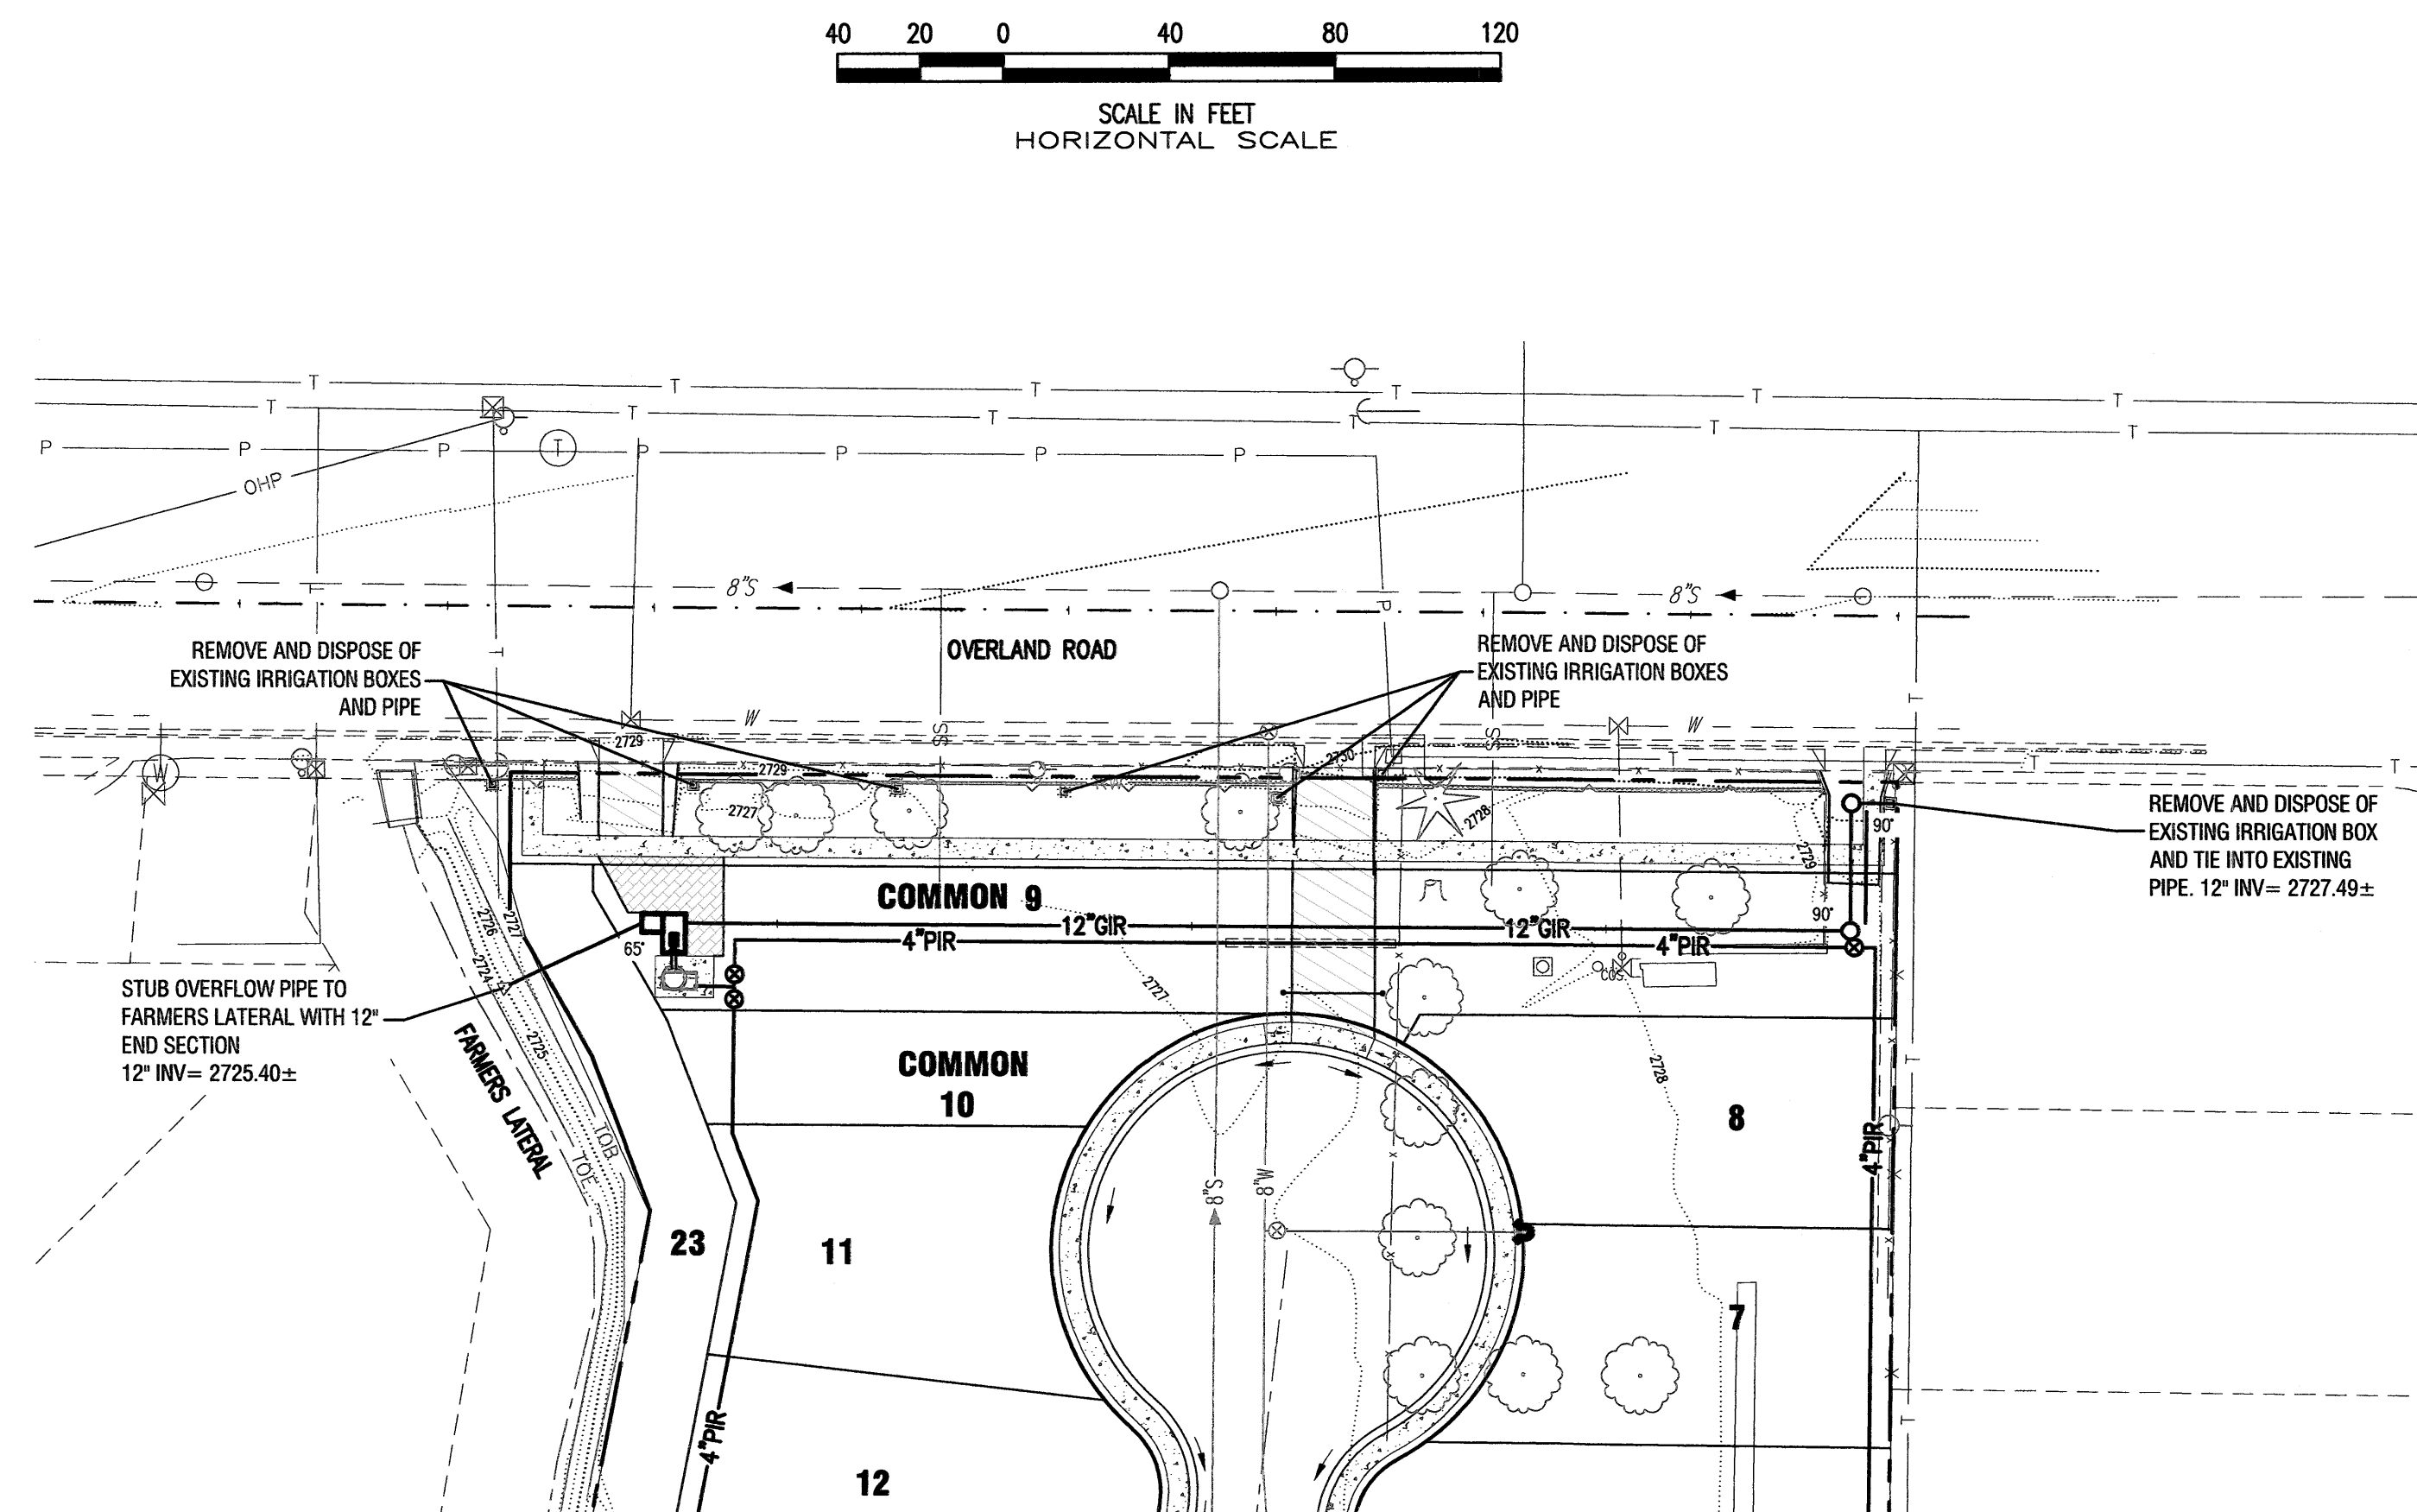 40 20 0 40 80 120
SCALE IN FEET
HORIZONTAL SCALE
T T T T T T
T T T T T T
P P P P P P P
T
OHP
T
P
8"S 8"S
OVERLAND ROAD
REMOVE AND DISPOSE OF
EXISTING IRRIGATION BOXES
AND PIPE
REMOVE AND DISPOSE OF
EXISTING IRRIGATION BOXES
AND PIPE
T
T
W W
SS SS
2729
2730
2729
T T T
W
2727
2728
2729
90°
REMOVE AND DISPOSE OF
EXISTING IRRIGATION BOX
AND TIE INTO EXISTING
PIPE. 12" INV= 2727.49±
COMMON 9
12"GIR 12"GIR
4"PIR 4"PIR
90°
65°
2727
2726
2724
2725
2727
STUB OVERFLOW PIPE TO
FARMERS LATERAL WITH 12"
END SECTION
12" INV= 2725.40±
FARMERS LATERAL
TOB
TOE
COMMON
10
2728
8
T
4"PIR
8"S
8"W
23
11
7
4"PIR
T
12